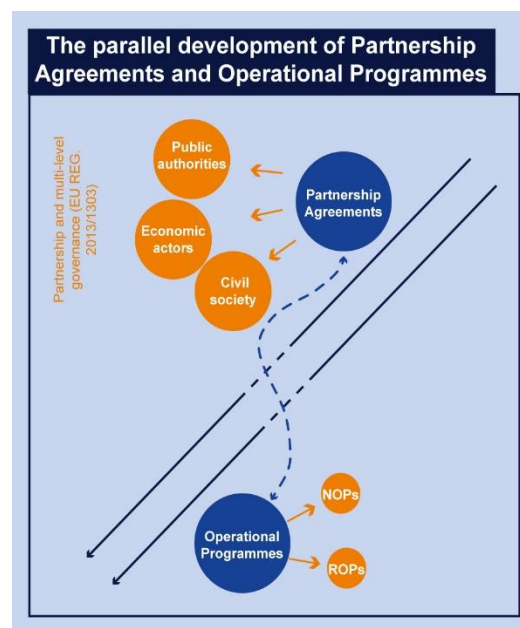 The parallel development of Partnership
Agreements and Operational Programmes
Partnership and multi-level
governance (EU REG.
2013/1303)
Public
authorities
Partnership
Agreements
Economic
actors
Civil
society
NOPs
Operational
Programmes
ROPs